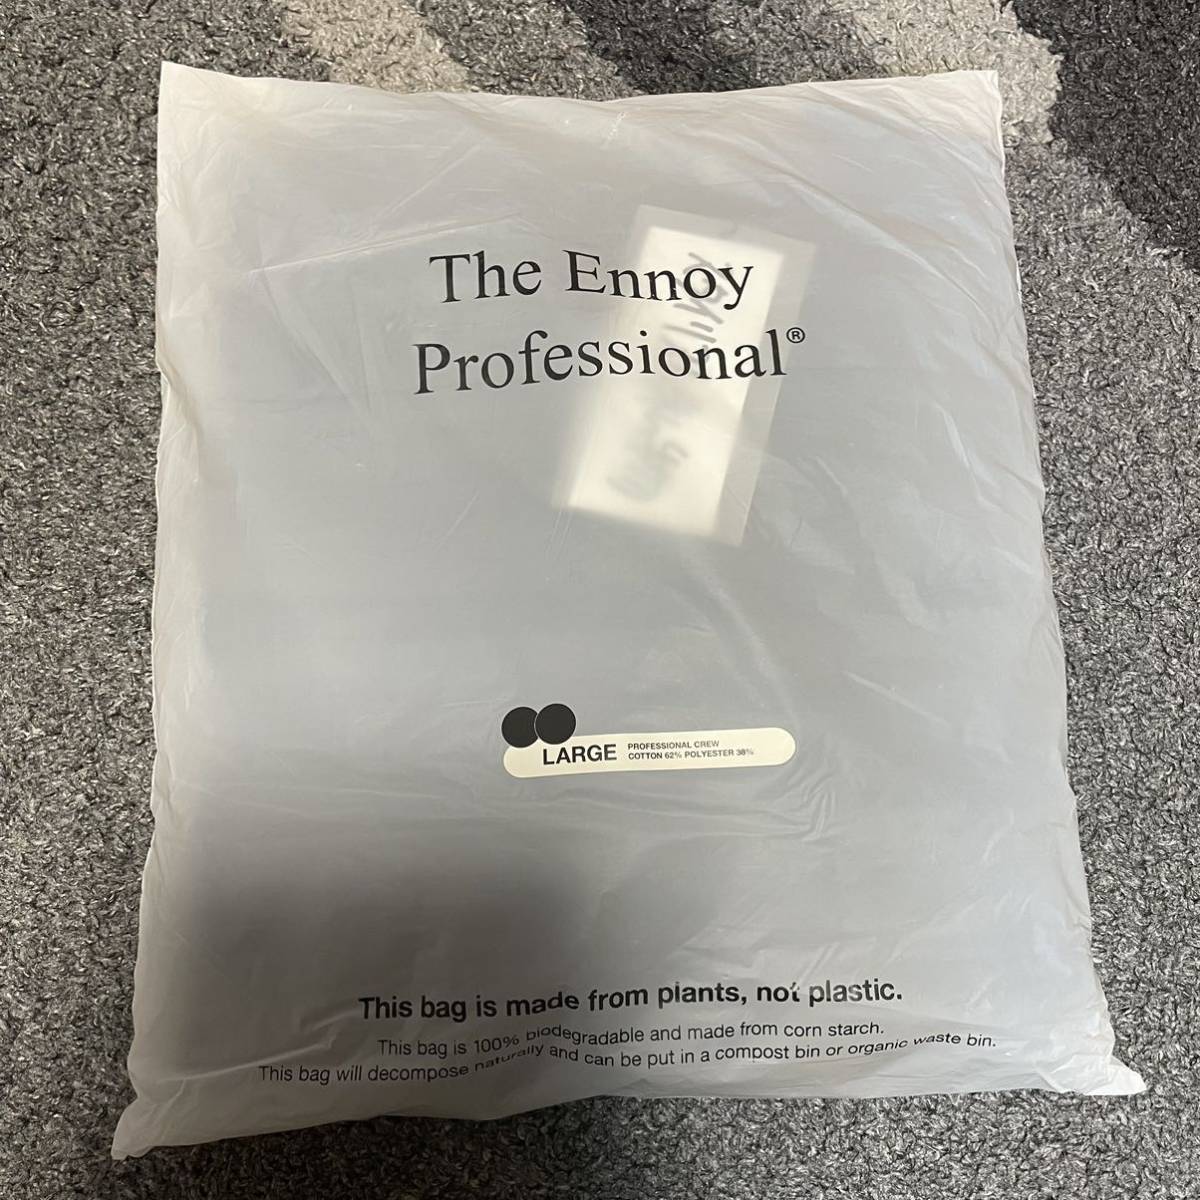 The Ennoy
Professional®
LARGE
PROFESSIONAL CREW
COTTON 62% POLYESTER 38%
This bag is made from plants, not plastic.
This bag is 100% biodegradable and made from corn starch.
This bag will decompose naturally and can be put in a compost bin or organic waste bin.